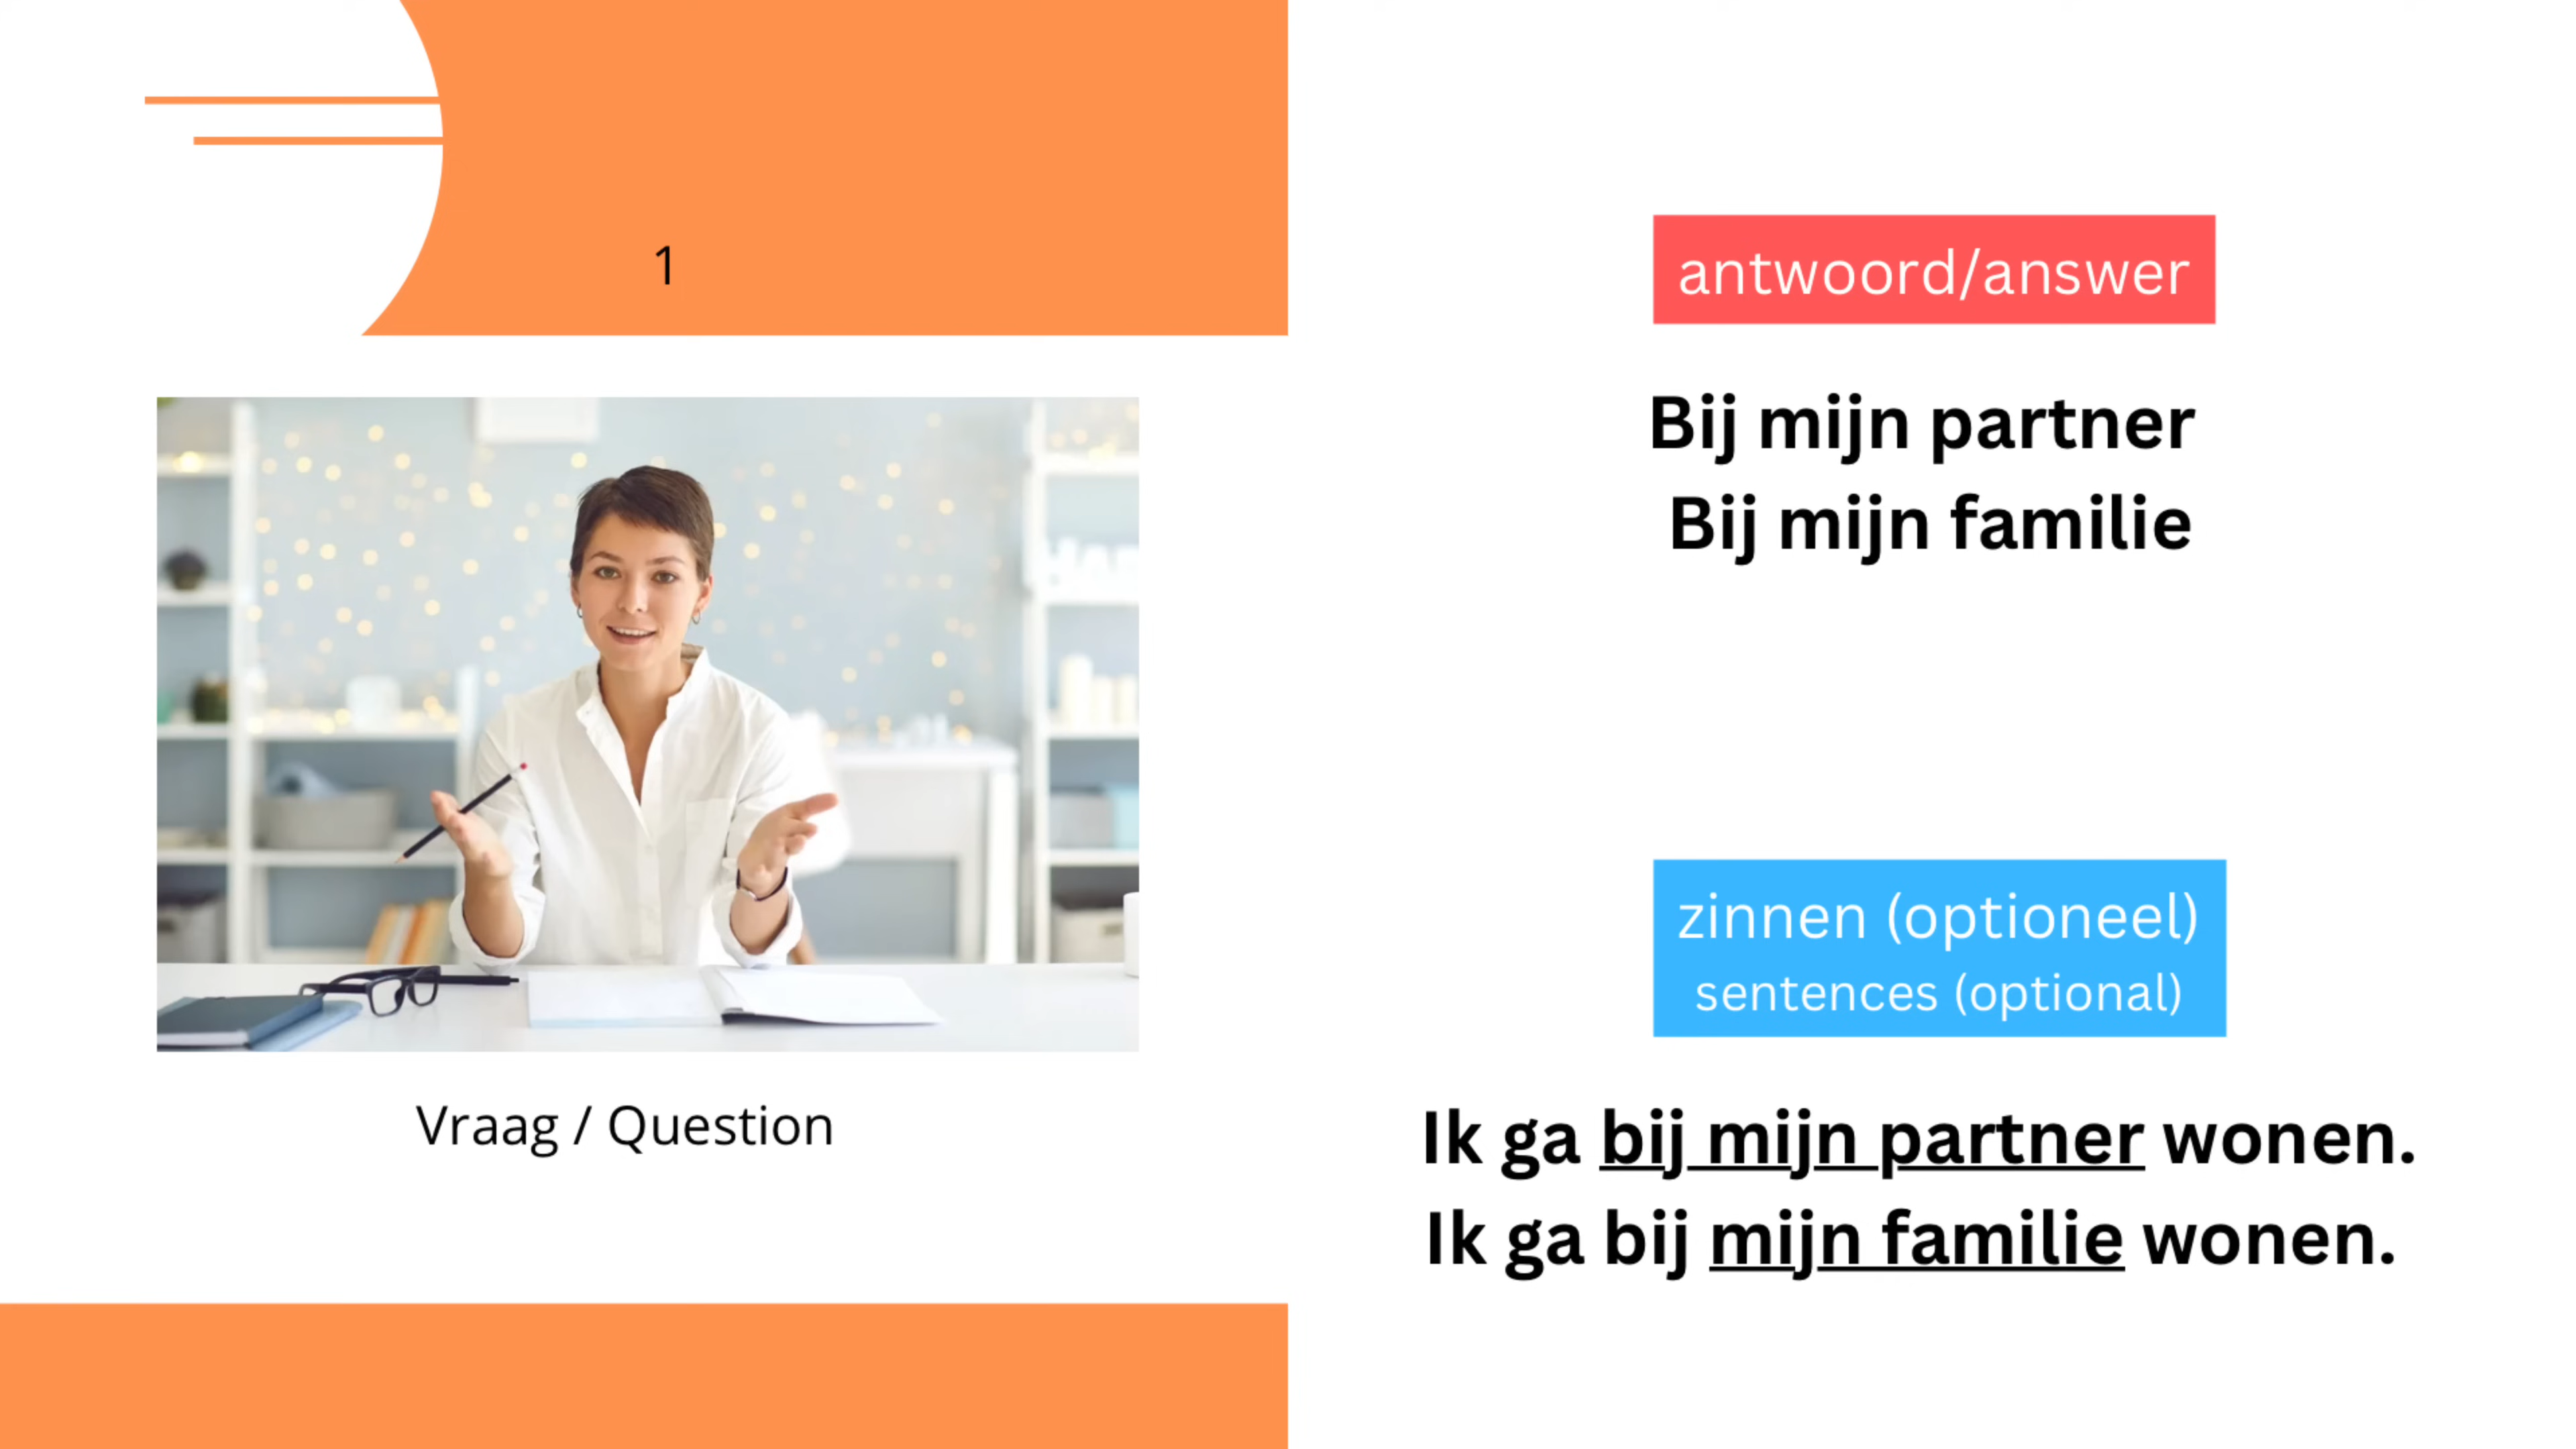 1
Vraag / Question
antwoord/answer
Bij mijn partner
Bij mijn familie
zinnen (optioneel)
sentences (optional)
Ik ga bij mijn partner wonen.
Ik ga bij mijn familie wonen.